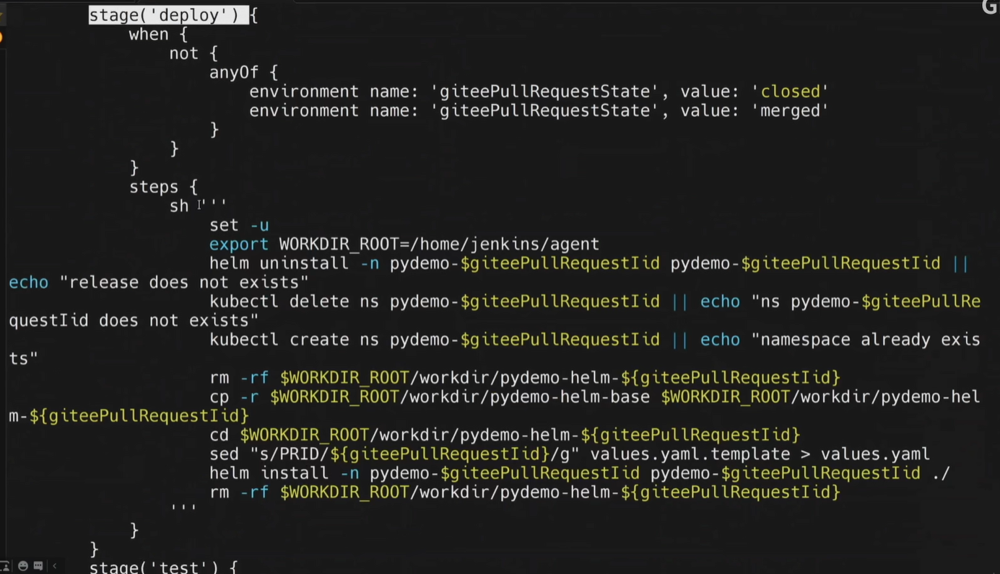 G
stage('deploy') {
when {
not {
anyOf {
environment name: 'giteePullRequestState', value: 'closed'
environment name: 'giteePullRequestState', value: 'merged'
}
}
}
steps {
sh '''
set -u
export WORKDIR_ROOT=/home/jenkins/agent
helm uninstall -n pydemo-$giteePullRequestIid pydemo-$giteePullRequestIid ||
echo "release does not exists"
kubectl delete ns pydemo-$giteePullRequestIid || echo "ns pydemo-$giteePullRe
questIid does not exists"
kubectl create ns pydemo-$giteePullRequestIid || echo "namespace already exis
ts"
rm -rf $WORKDIR_ROOT/workdir/pydemo-helm-${giteePullRequestIid}
cp -r $WORKDIR_ROOT/workdir/pydemo-helm-base $WORKDIR_ROOT/workdir/pydemo-hel
m-${giteePullRequestIid}
cd $WORKDIR_ROOT/workdir/pydemo-helm-${giteePullRequestIid}
sed "s/PRID/${giteePullRequestIid}/g" values.yaml.template > values.yaml
helm install -n pydemo-$giteePullRequestIid pydemo-$giteePullRequestIid ./
rm -rf $WORKDIR_ROOT/workdir/pydemo-helm-${giteePullRequestIid}
'''
}
}
stage('test') {